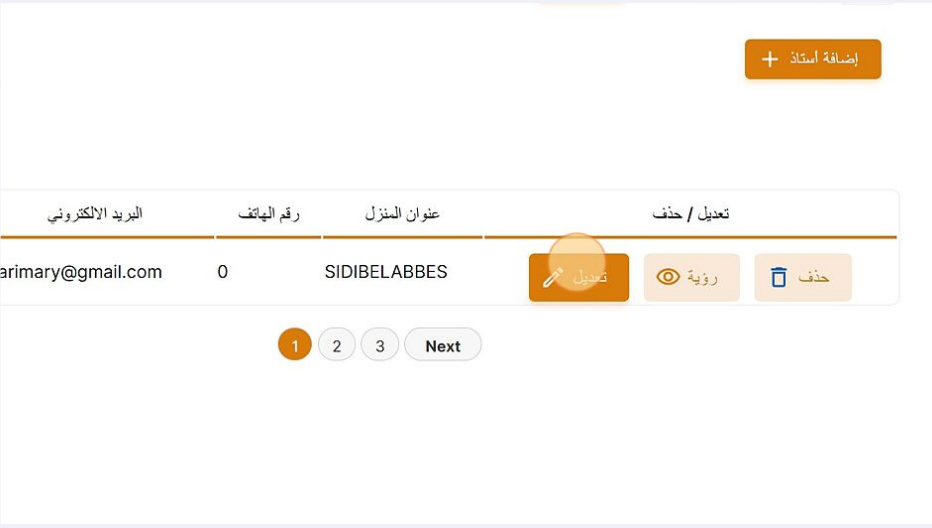 إضافة أستاذ +
البريد الالكتروني رقم الهاتف عنوان المنزل تعديل / حذف
arimary@gmail.com 0 SIDIBELABBES تعديل رؤية حذف
1 2 3 Next